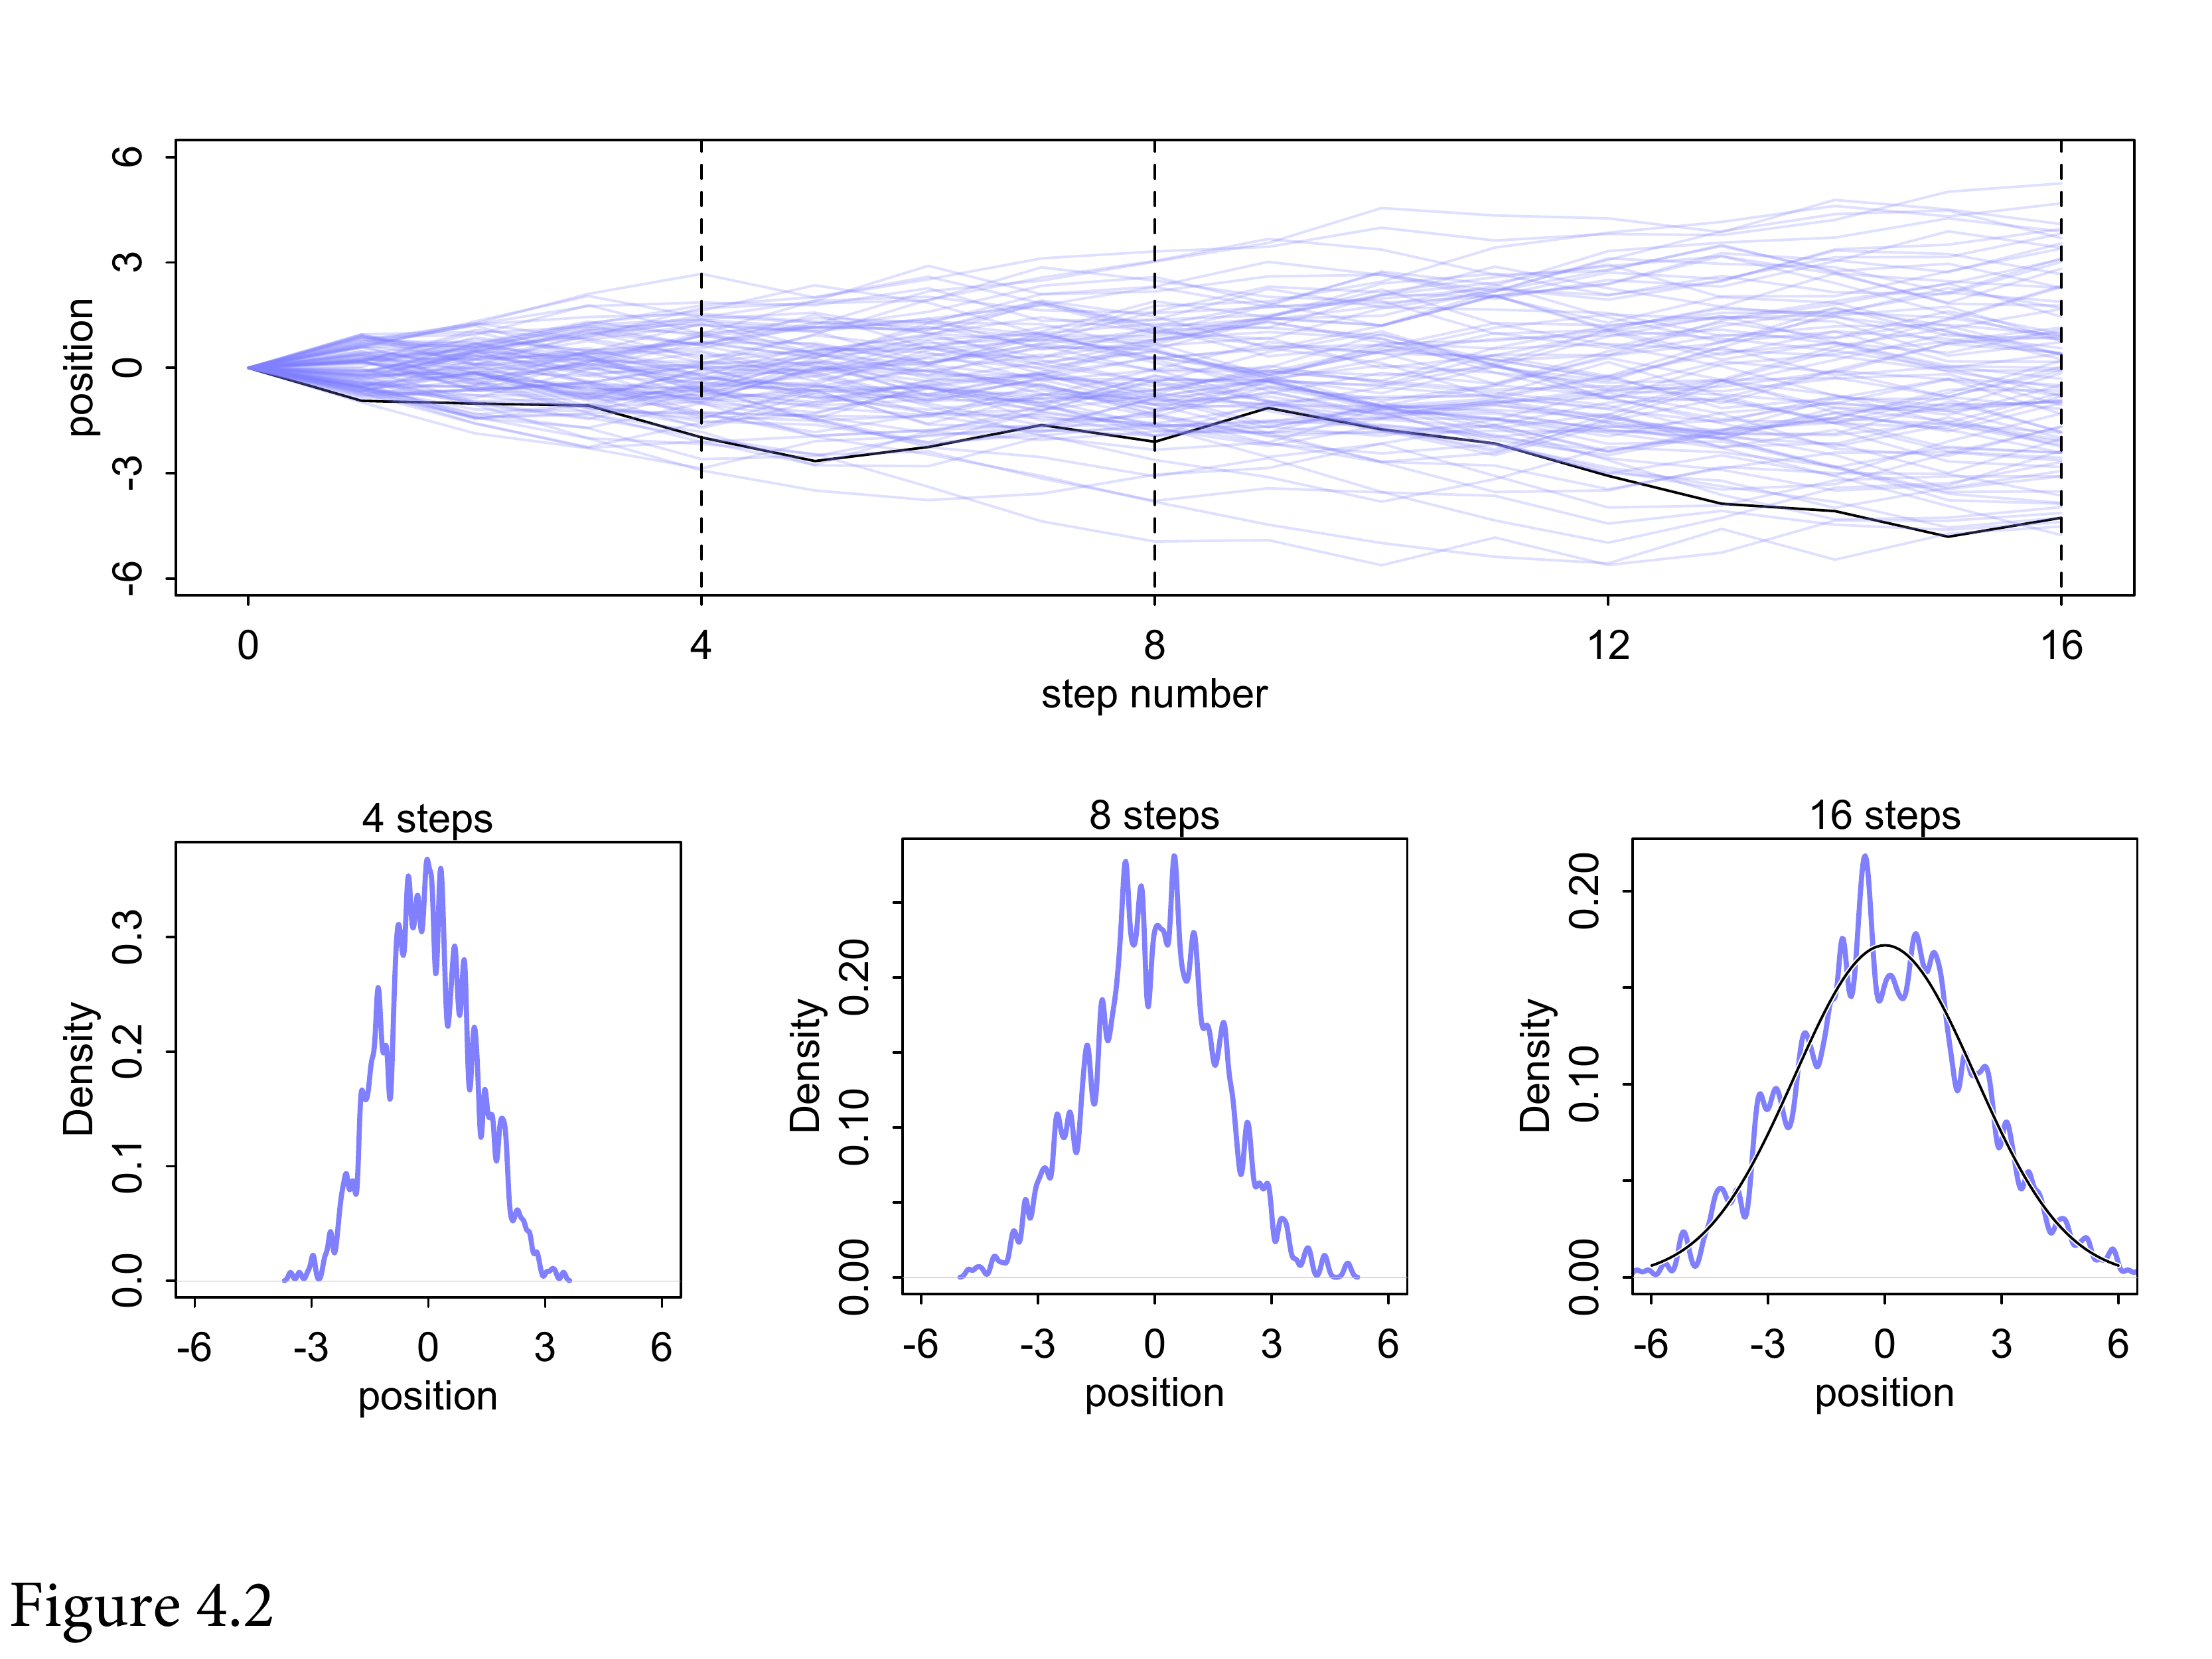 6
3
0
-3
-6
position
0 4 8 12 16
step number
4 steps
0.3
0.2
0.1
0.0
Density
-6 -3 0 3 6
position
8 steps
0.20
0.10
0.00
Density
-6 -3 0 3 6
position
16 steps
0.20
0.10
0.00
Density
-6 -3 0 3 6
position
Figure 4.2